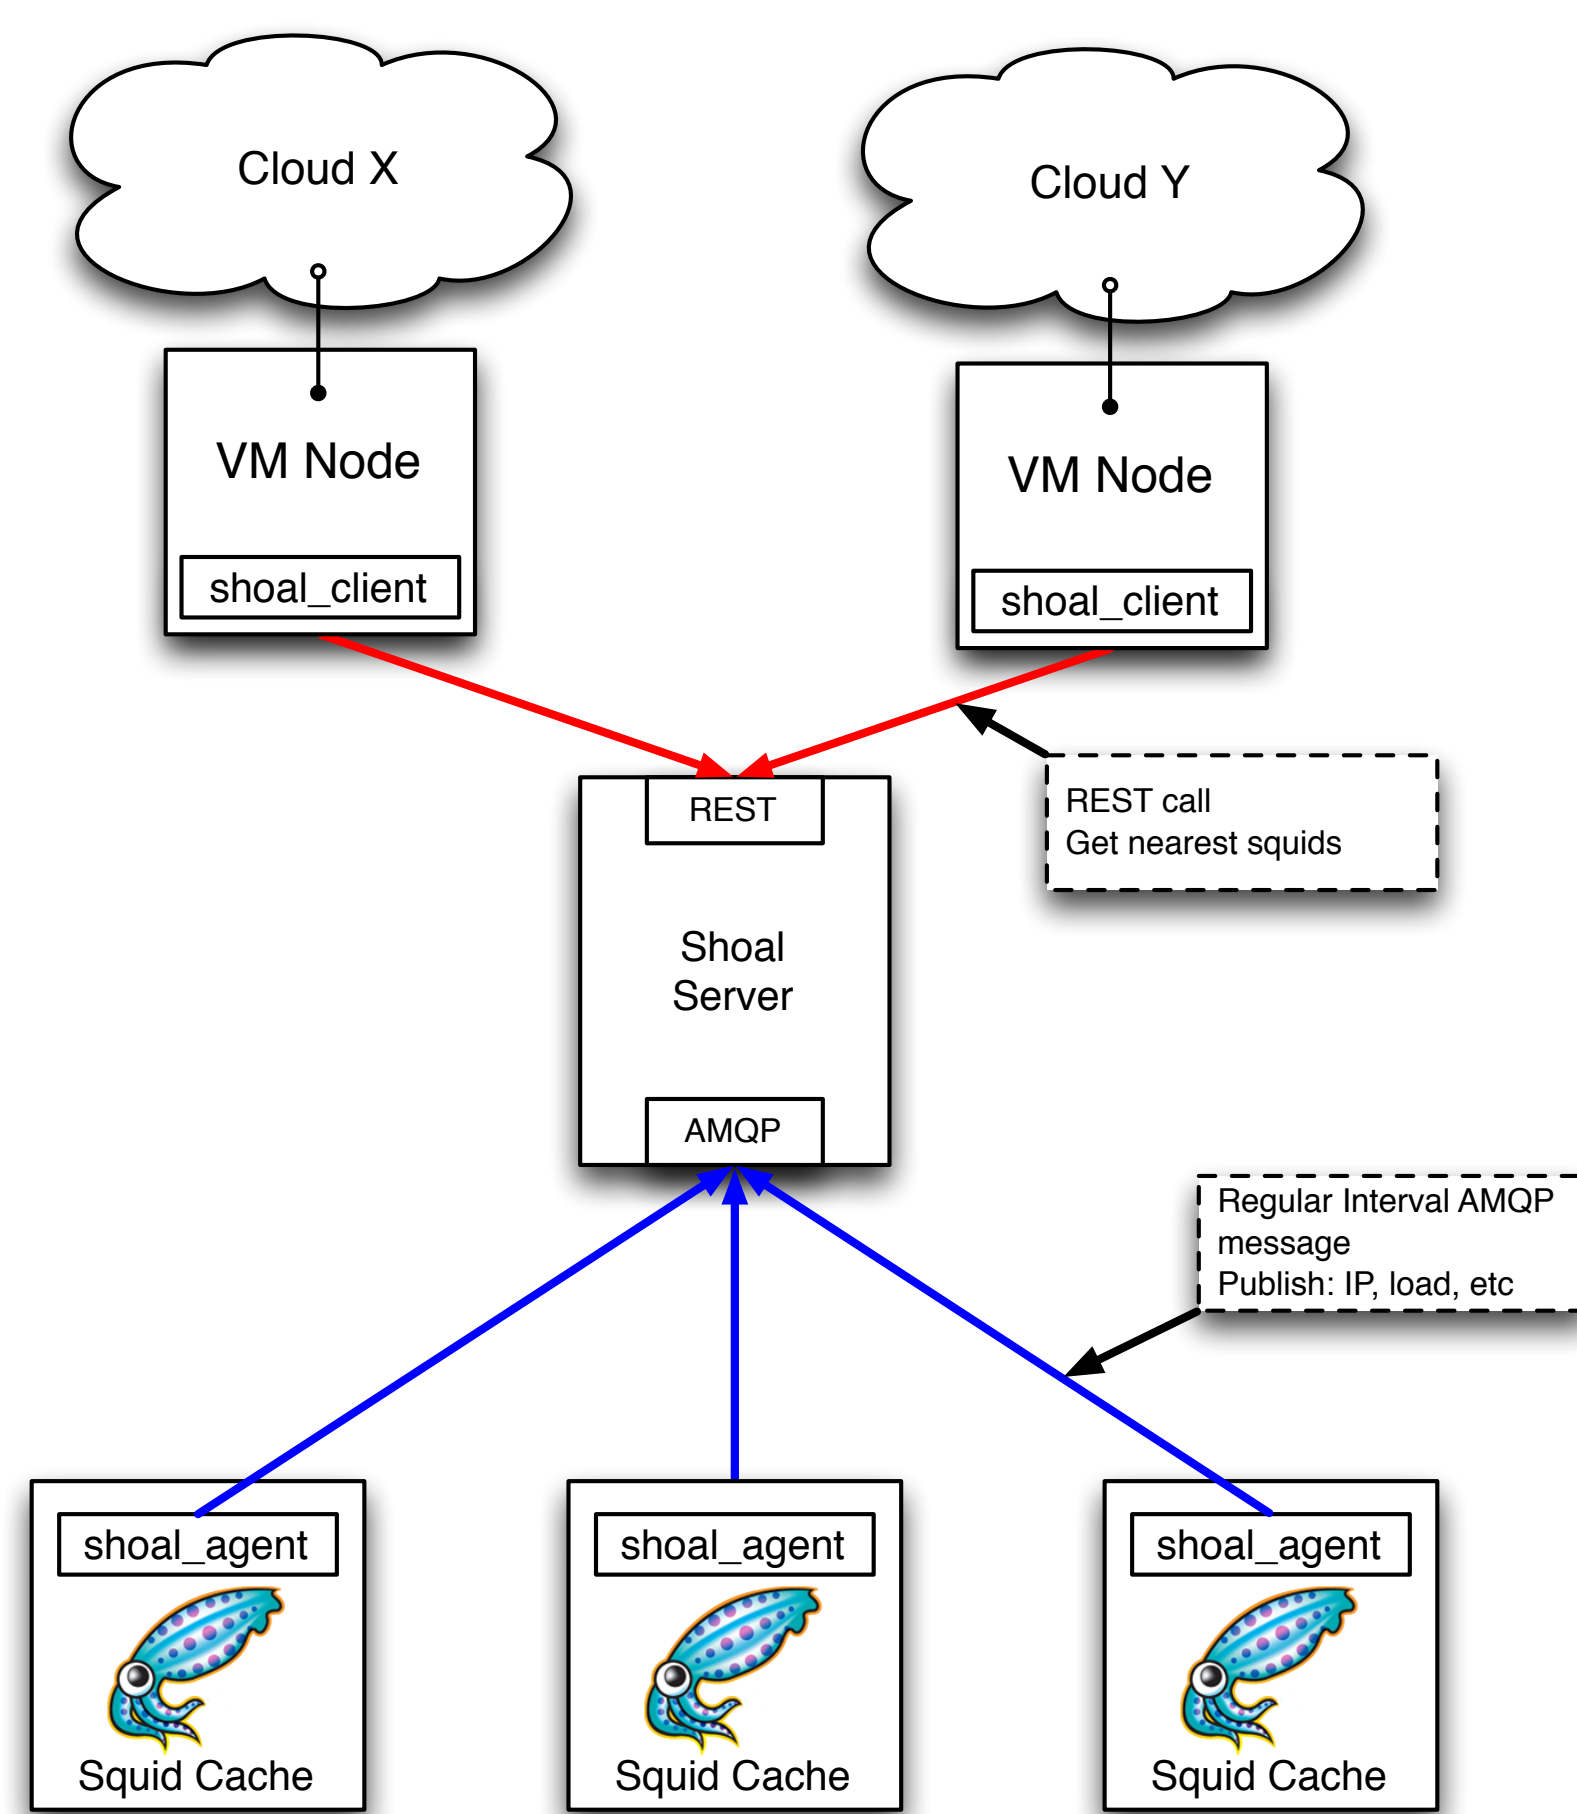 Cloud X
Cloud Y
VM Node
VM Node
shoal_client
shoal_client
REST
REST call
Get nearest squids
Shoal
Server
AMQP
Regular Interval AMQP
message
Publish: IP, load, etc
shoal_agent
shoal_agent
shoal_agent
Squid Cache
Squid Cache
Squid Cache